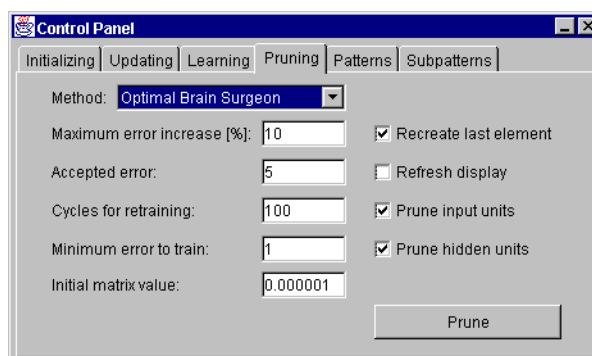 Control Panel
Initializing Updating Learning Pruning Patterns Subpatterns
Method: Optimal Brain Surgeon
Maximum error increase [%]: 10 Recreate last element
Accepted error: 5 Refresh display
Cycles for retraining: 100 Prune input units
Minimum error to train: 1 Prune hidden units
Initial matrix value: 0.000001
Prune